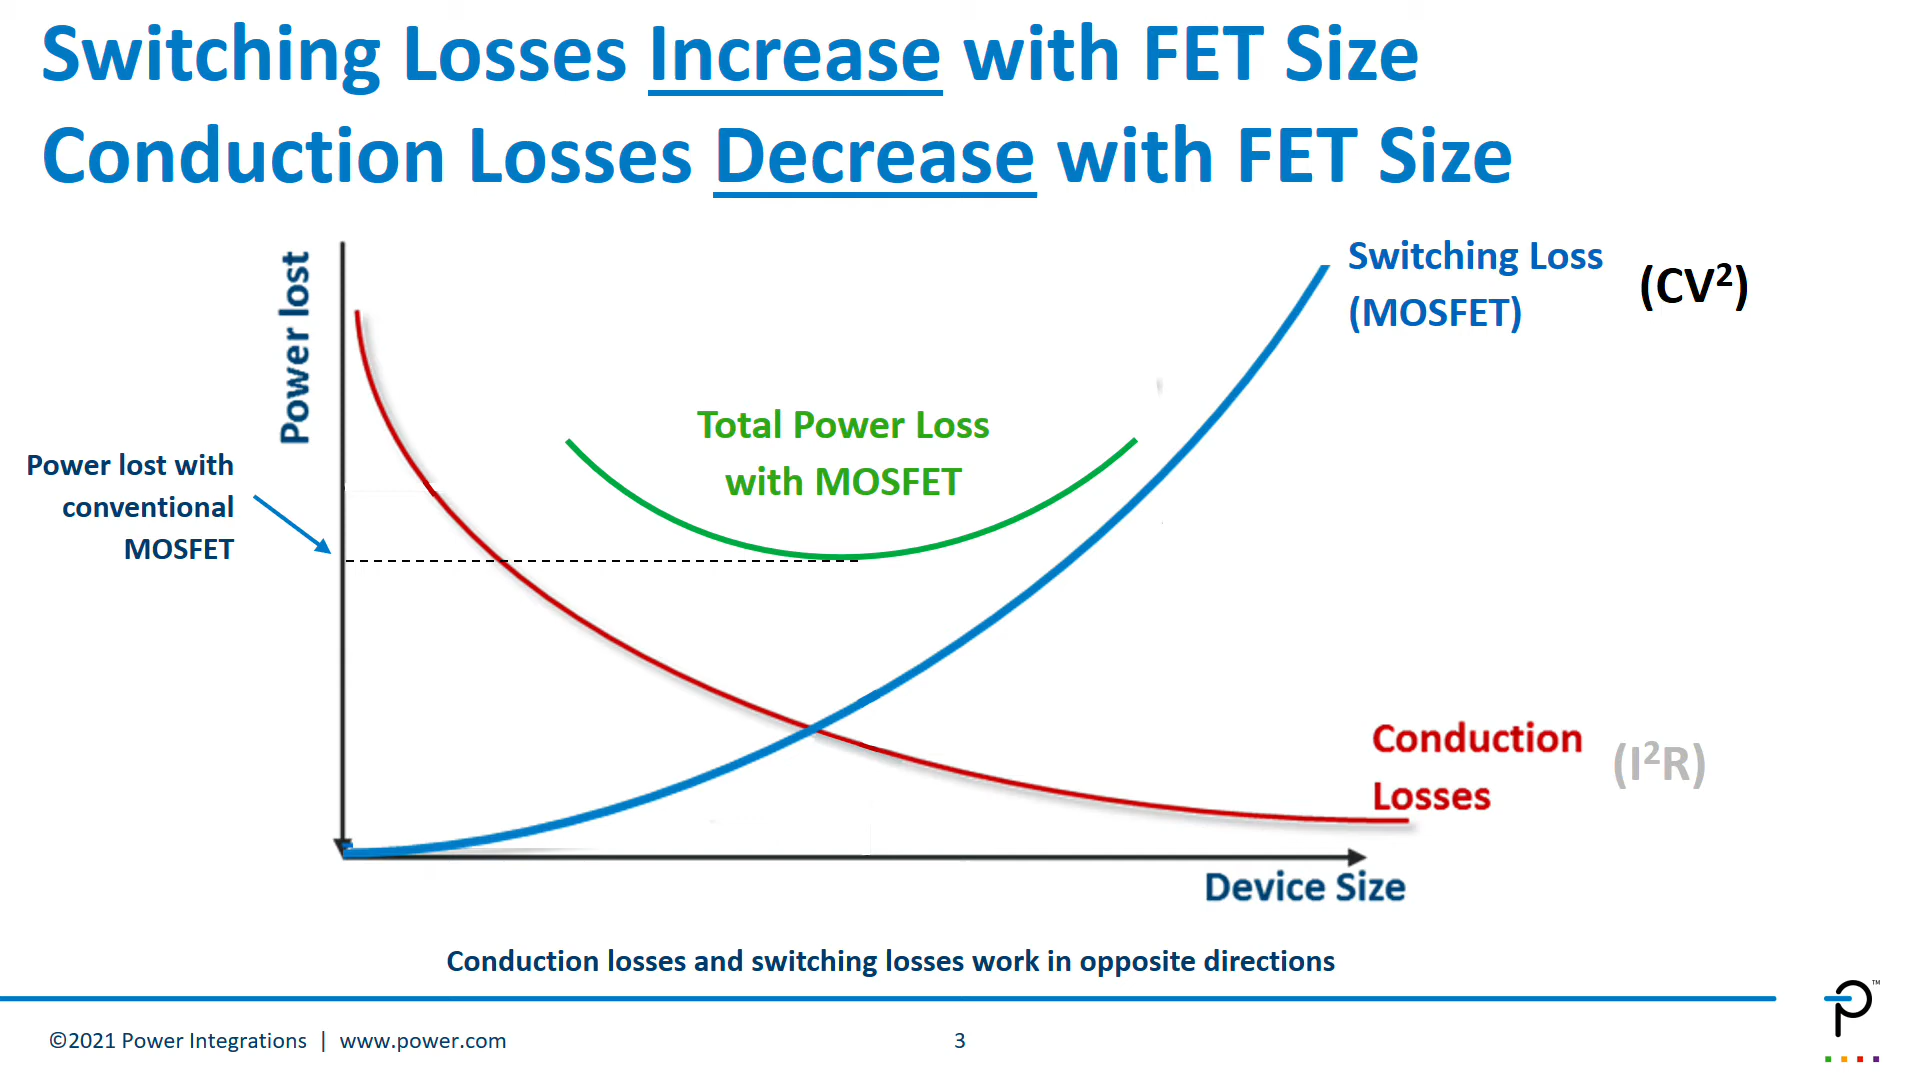 Switching Losses Increase with FET Size
Conduction Losses Decrease with FET Size
Power lost
Switching Loss
(MOSFET)
(CV²)
Total Power Loss
with MOSFET
Power lost with
conventional
MOSFET
Conduction
Losses
(I²R)
Device Size
Conduction losses and switching losses work in opposite directions
©2021 Power Integrations | www.power.com
3
TM